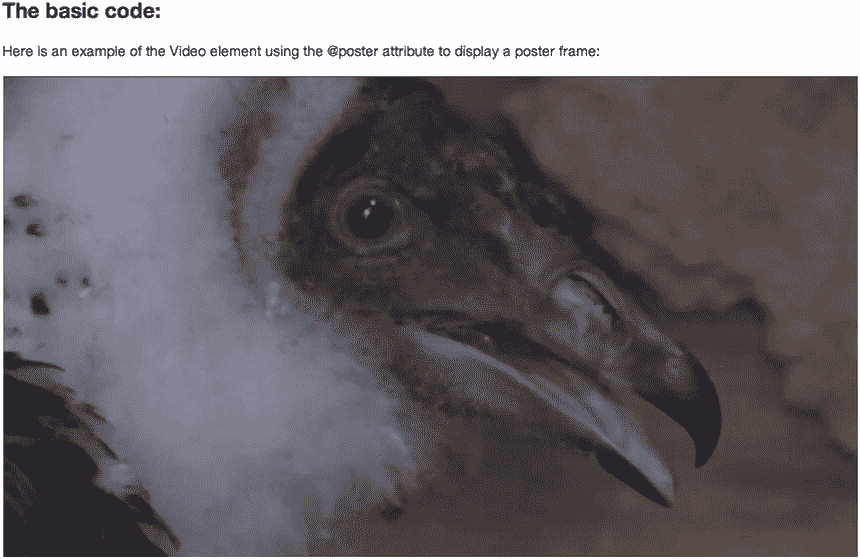 The basic code:
Here is an example of the Video element using the @poster attribute to display a poster frame: